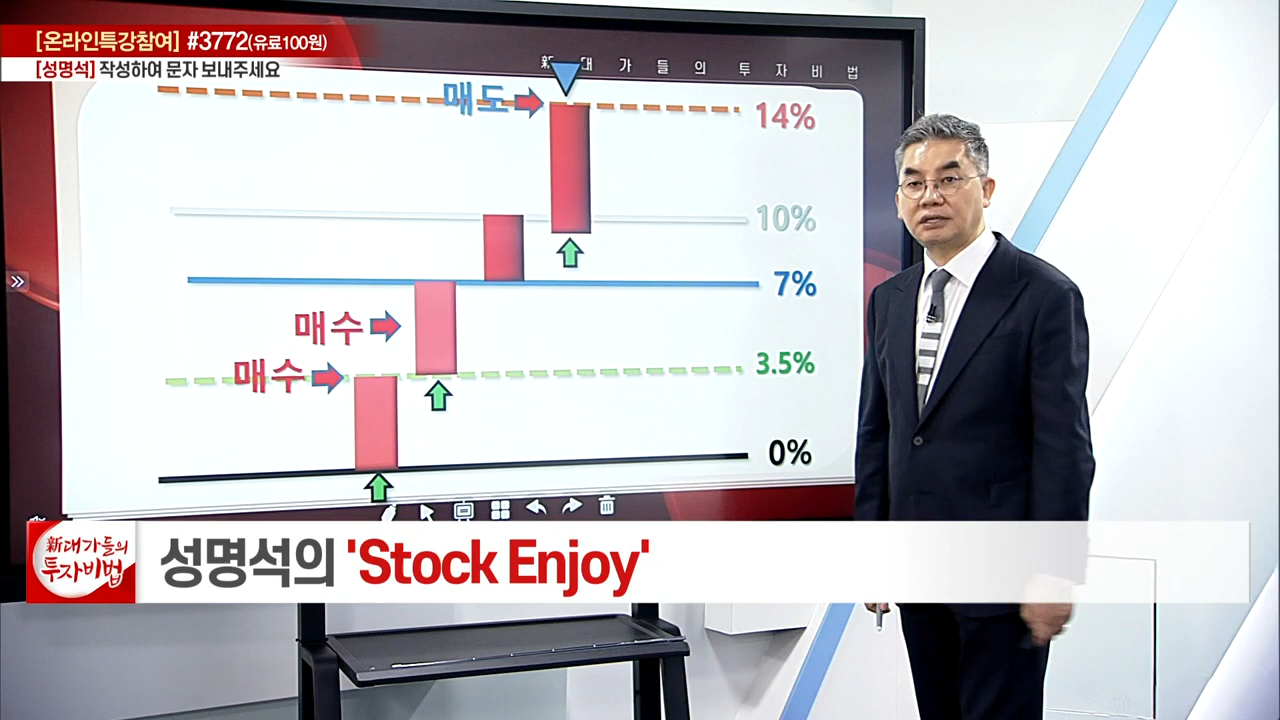 [온라인특강참여] #3772(유료100원)
[성명석] 작성하여 문자 보내주세요
新 대 가 들 의 투 자 비 법
매도
14%
10%
7%
매수
매수
3.5%
0%
新대가들의
투자비법
성명석의 'Stock Enjoy'